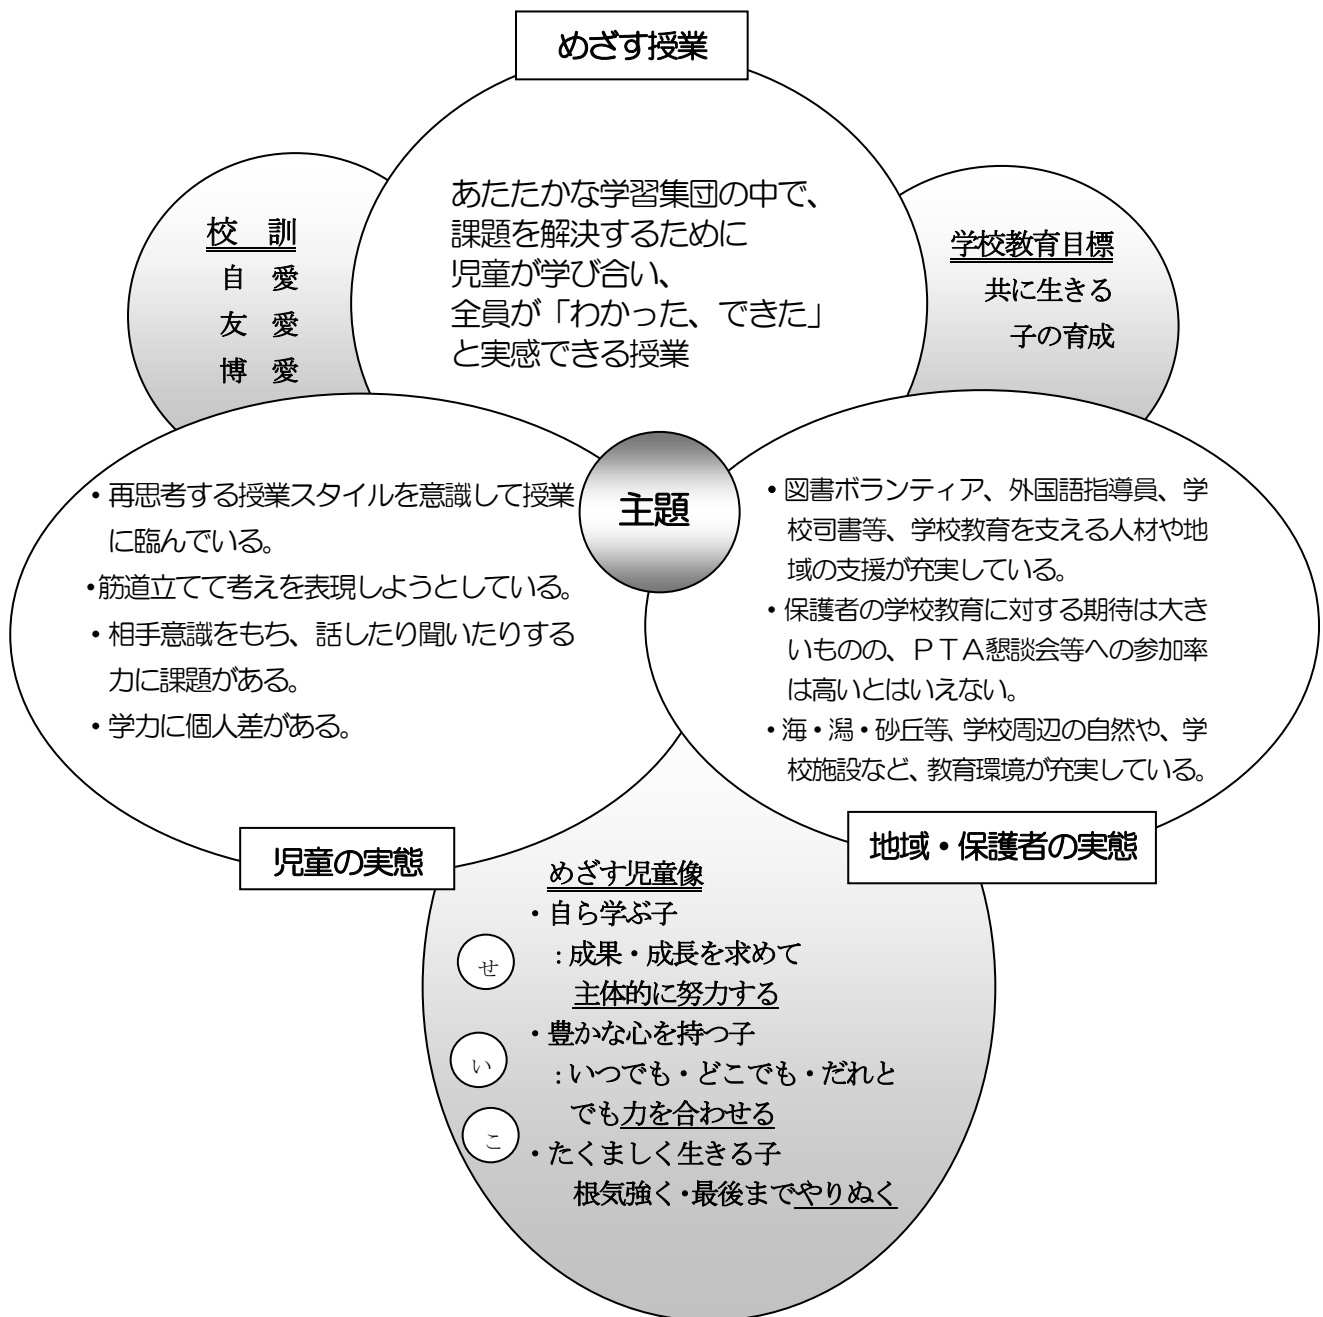 めざす授業
あたたかな学習集団の中で、
課題を解決するために
児童が学び合い、
全員が「わかった、できた」
と実感できる授業
校　訓
自　愛
友　愛
博　愛
学校教育目標
共に生きる
子の育成
主題
・再思考する授業スタイルを意識して授業
に臨んでいる。
・筋道立てて考えを表現しようとしている。
・相手意識をもち、話したり聞いたりする
力に課題がある。
・学力に個人差がある。
児童の実態
・図書ボランティア、外国語指導員、学
校司書等、学校教育を支える人材や地
域の支援が充実している。
・保護者の学校教育に対する期待は大き
いものの、ＰＴＡ懇談会等への参加率
は高いとはいえない。
・海・潟・砂丘等、学校周辺の自然や、学
校施設など、教育環境が充実している。
地域・保護者の実態
めざす児童像
・自ら学ぶ子
せ
：成果・成長を求めて
主体的に努力する
・豊かな心を持つ子
い
：いつでも・どこでも・だれと
でも力を合わせる
こ
・たくましく生きる子
根気強く・最後までやりぬく